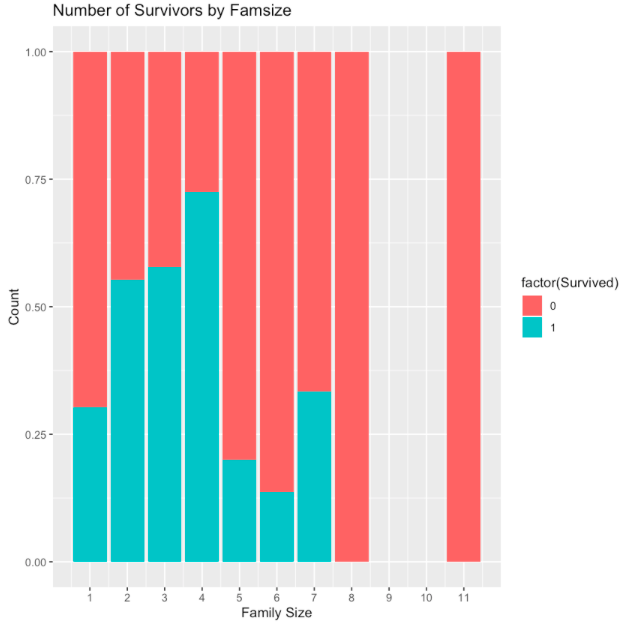 Number of Survivors by Famsize
1.00
0.75
0.50
0.25
0.00
Count
1 2 3 4 5 6 7 8 9 10 11
Family Size
factor(Survived)
0
1